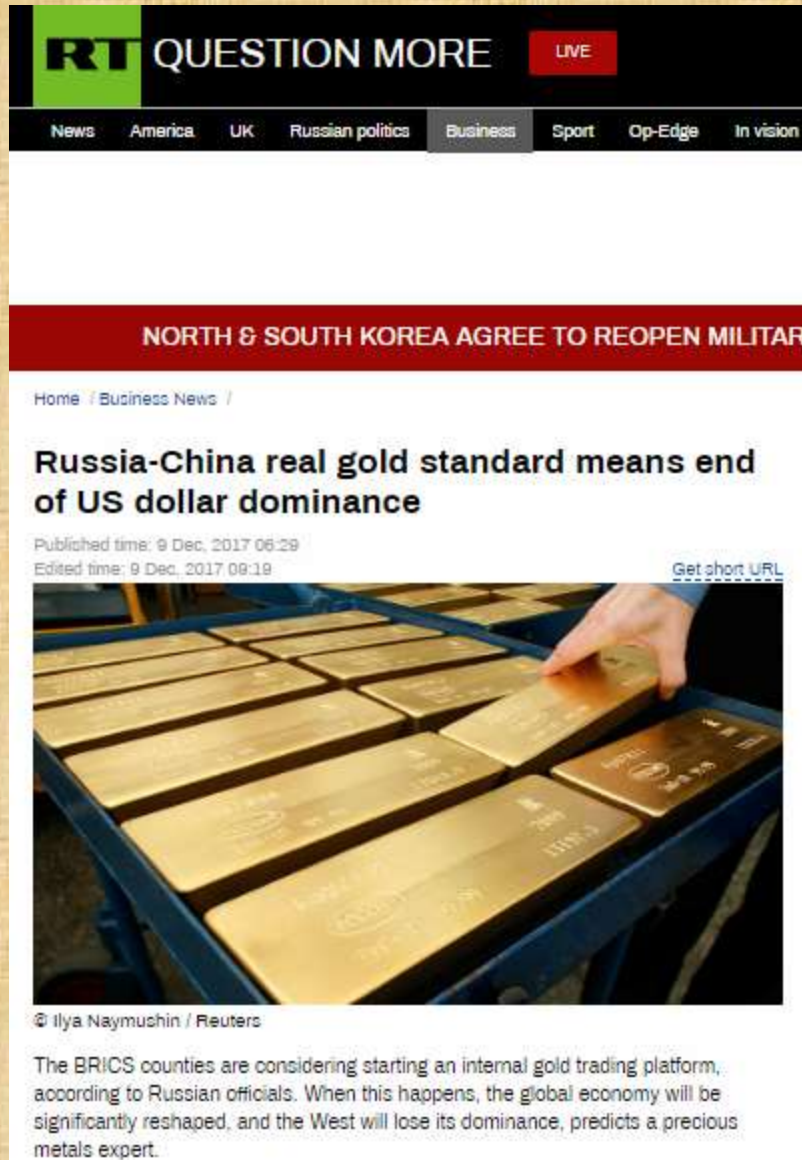 RT QUESTION MORE LIVE
News America UK Russian politics Business Sport Op-Edge In vision
NORTH & SOUTH KOREA AGREE TO REOPEN MILITAR
Home / Business News /
Russia-China real gold standard means end
of US dollar dominance
Published time: 9 Dec, 2017 06:29
Edited time: 9 Dec, 2017 09:19
Get short URL
© Ilya Naymushin / Reuters
The BRICS counties are considering starting an internal gold trading platform,
according to Russian officials. When this happens, the global economy will be
significantly reshaped, and the West will lose its dominance, predicts a precious
metals expert.